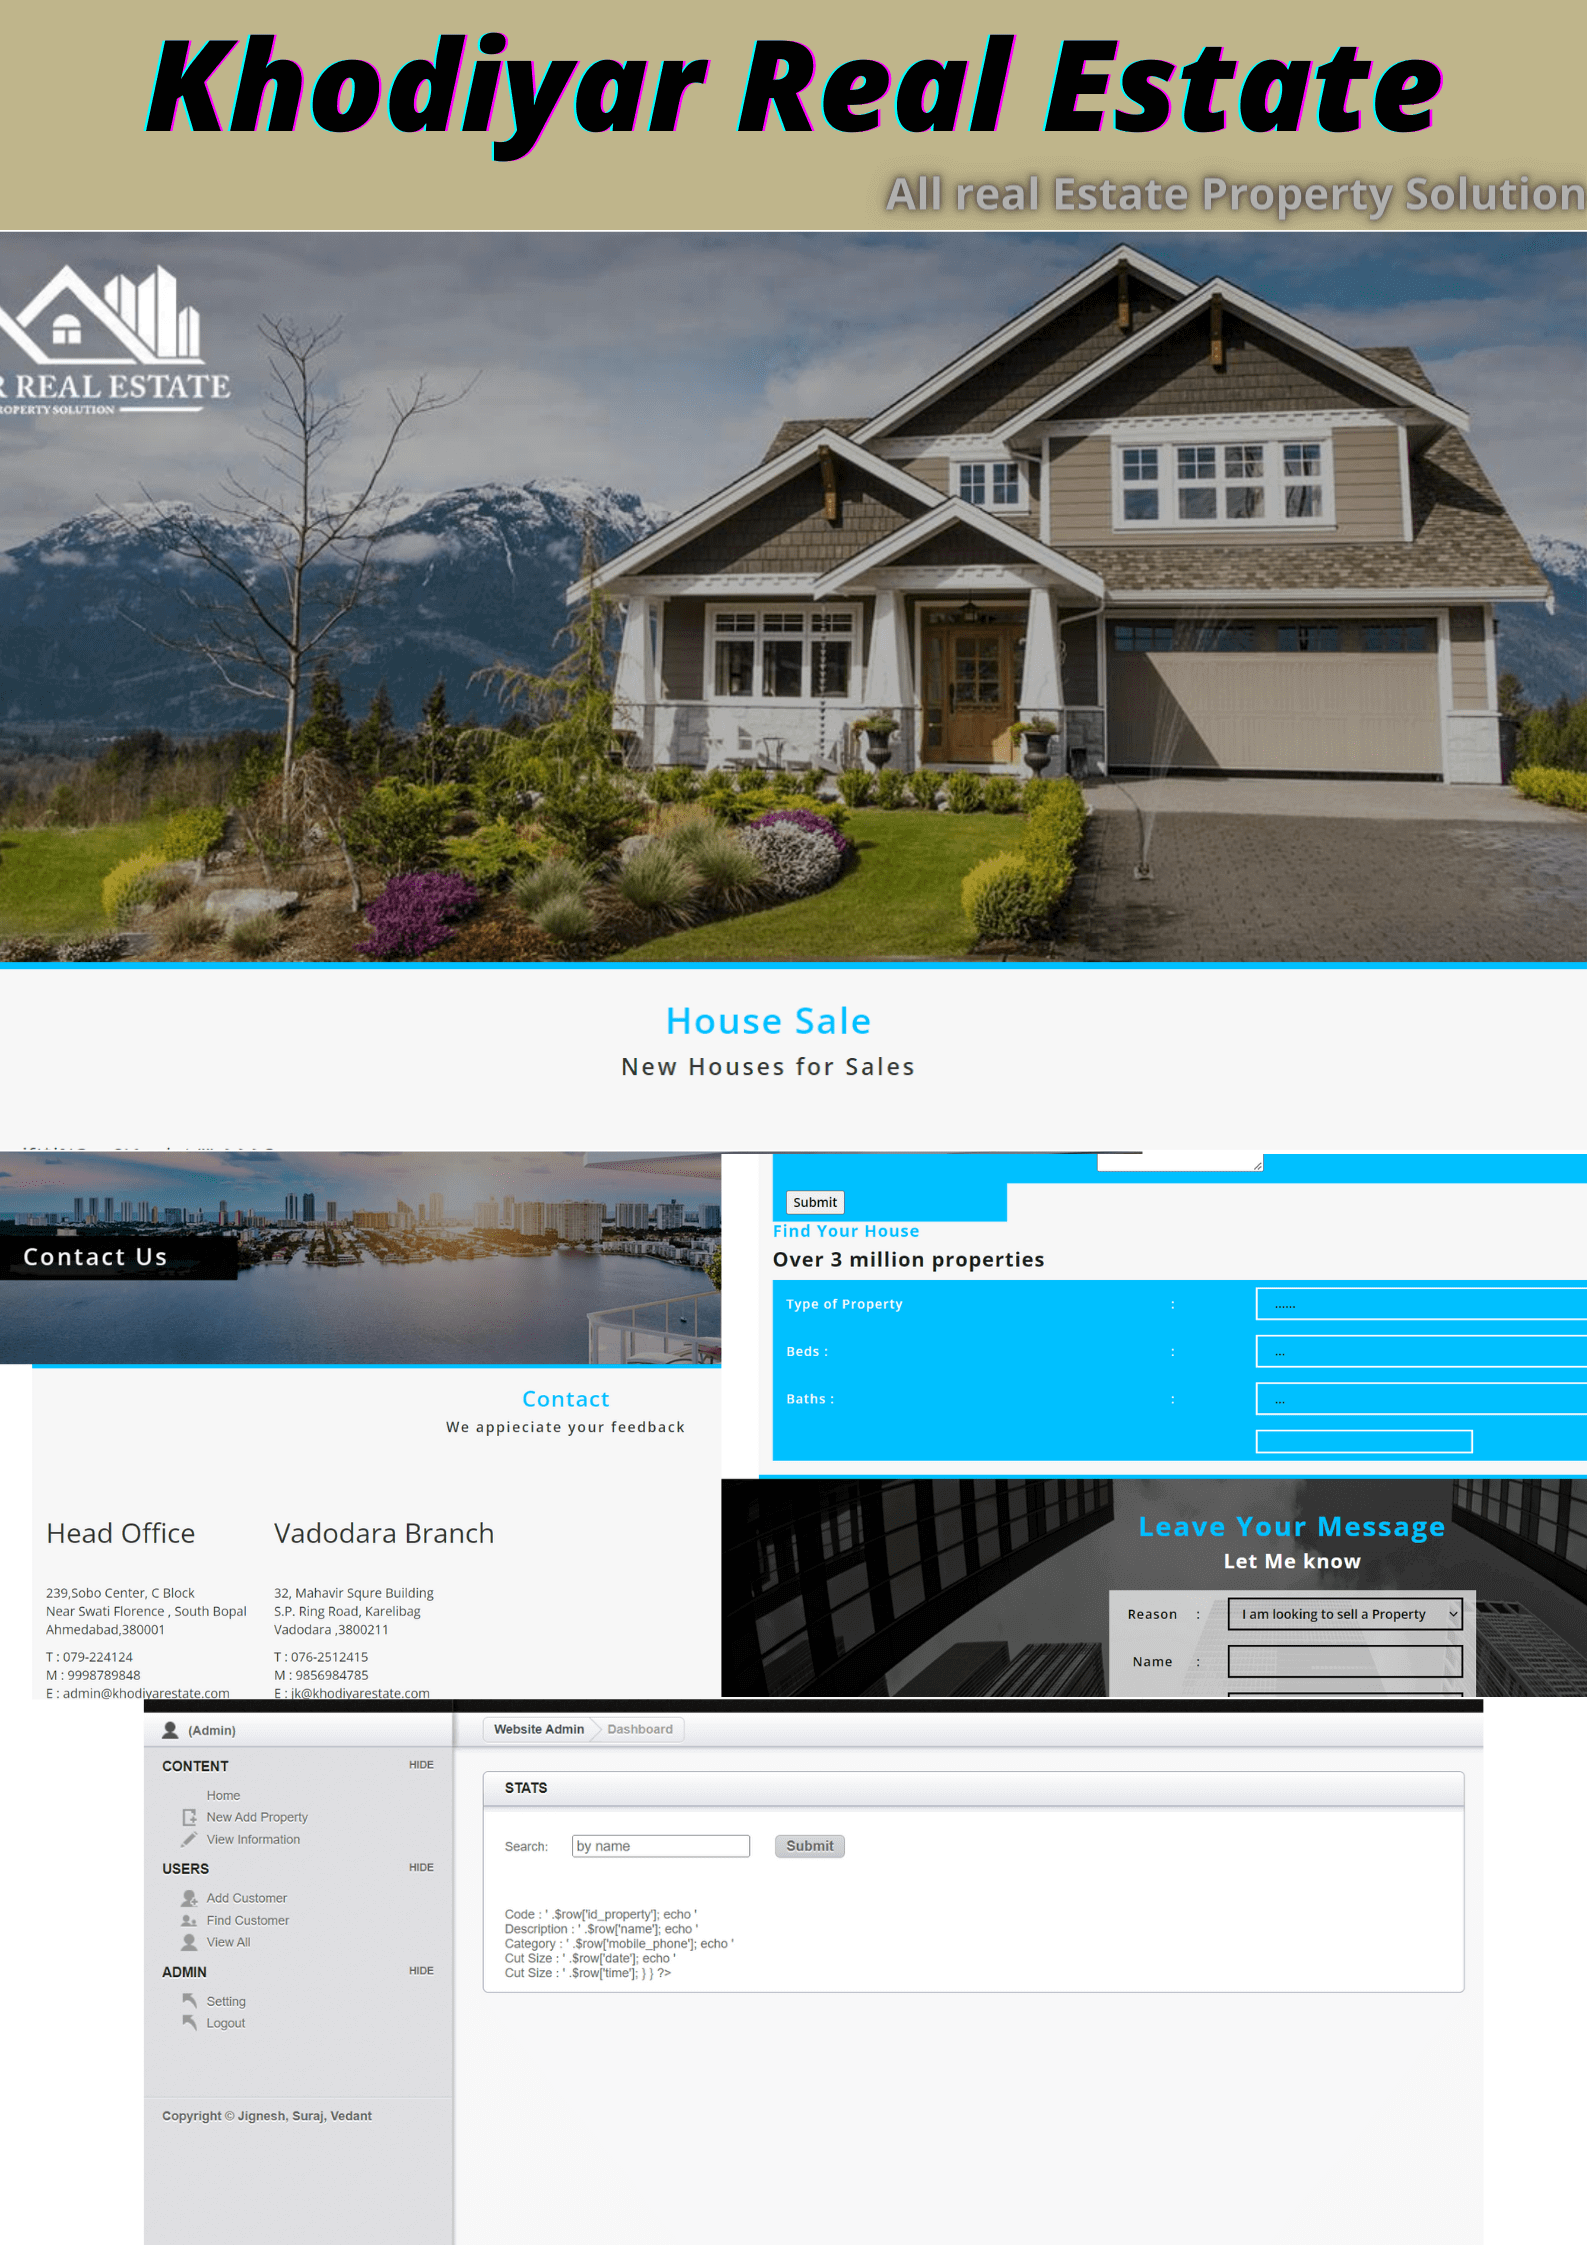 Khodiyar Real Estate
All real Estate Property Solution
R REAL ESTATE
ROPERTY SOLUTION
House Sale
New Houses for Sales
Contact Us
Contact
We appieciate your feedback
Head Office
239,Sobo Center, C Block
Near Swati Florence , South Bopal
Ahmedabad,380001
T : 079-224124
M : 9998789848
E : admin@khodiyarestate.com
Vadodara Branch
32, Mahavir Squre Building
S.P. Ring Road, Karelibag
Vadodara ,3800211
T : 076-2512415
M : 9856984785
E : jk@khodiyarestate.com
Submit
Find Your House
Over 3 million properties
Type of Property : ......
Beds : : ...
Baths : : ...
Leave Your Message
Let Me know
Reason : I am looking to sell a Property
Name :
(Admin)
CONTENT HIDE
Home
New Add Property
View Information
USERS HIDE
Add Customer
Find Customer
View All
ADMIN HIDE
Setting
Logout
Copyright © Jignesh, Suraj, Vedant
Website Admin Dashboard
STATS
Search: by name Submit
Code : ' .$row['id_property']; echo '
Description : ' .$row['name']; echo '
Category : ' .$row['mobile_phone']; echo '
Cut Size : ' .$row['date']; echo '
Cut Size : ' .$row['time']; } } ?>